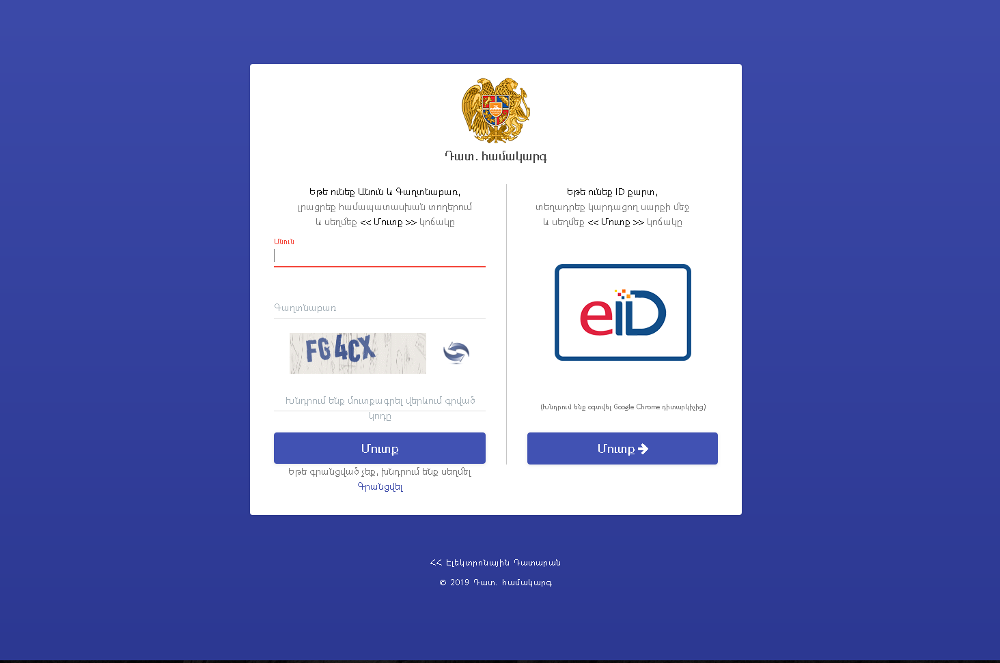 Դատ. համակարգ
Եթե ունեք Անուն և Գաղտնաբառ,
լրացրեք համապատասխան տողերում
և սեղմեք << Մուտք >> կոճակը
Անուն
Գաղտնաբառ
FG4CX
Խնդրում ենք մուտքագրել վերևում գրված
կոդը
Մուտք
Եթե գրանցված չեք, խնդրում ենք սեղմել
Գրանցվել
Եթե ունեք ID քարտ,
տեղադրեք կարդացող սարքի մեջ
և սեղմեք << Մուտք >> կոճակը
eiD
(Խնդրում ենք օգտվել Google Chrome դիտարկիչից)
Մուտք
ՀՀ Էլեկտրոնային Դատարան
© 2019 Դատ. համակարգ